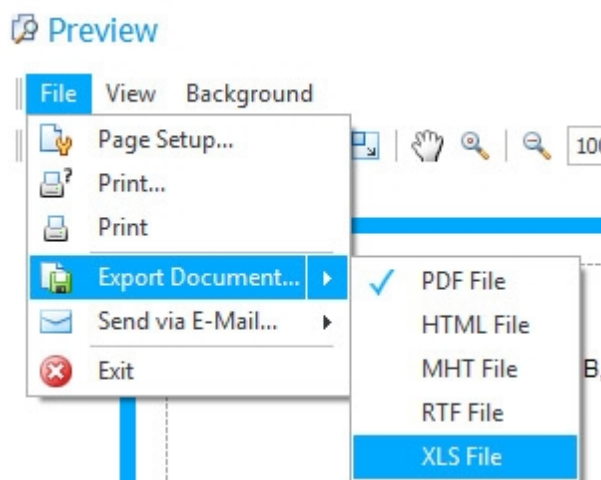 Preview
File View Background
Page Setup...
100
Print...
Print
Export Document...
PDF File
Send via E-Mail...
HTML File
Exit
MHT File
B
RTF File
XLS File